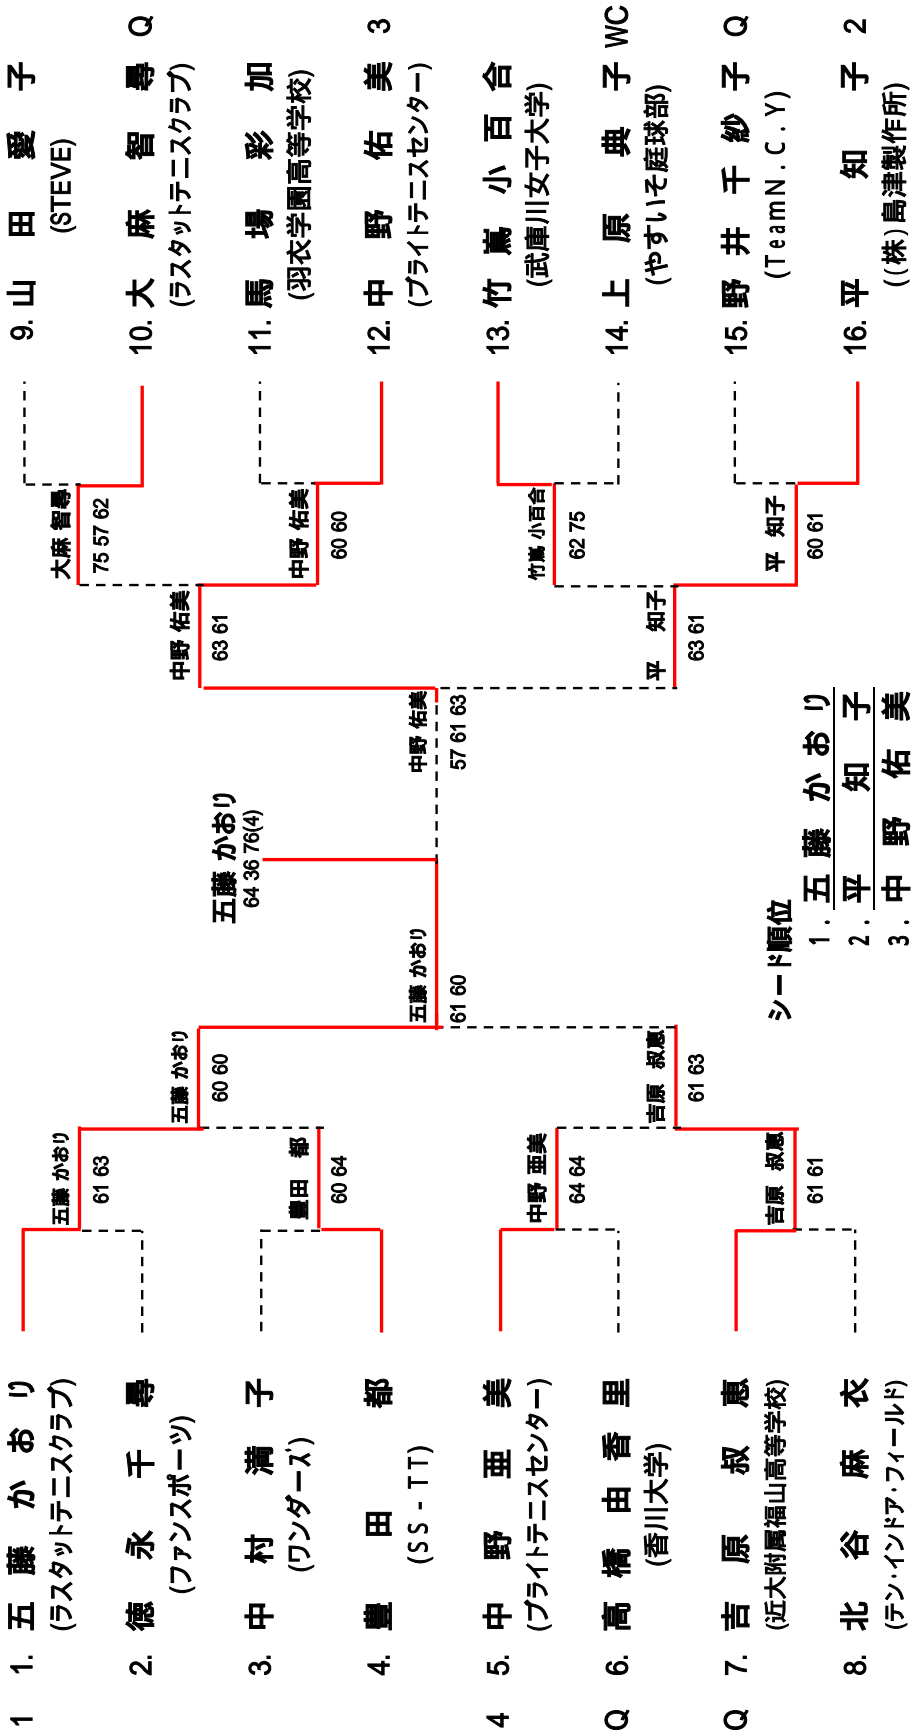 1 1. 五藤 かおり
(ラスタットテニスクラブ)
2. 徳永 千尋
(ファンスポーツ)
3. 中村 満子
(ワンダーズ)
4. 豊田 都
(SS-TT)
4 5. 中野 亜美
(ブライトテニスセンター)
Q 6. 高橋 由香里
(香川大学)
Q 7. 吉原 叔恵
(近大附属福山高等学校)
8. 北谷 麻衣
(テン・インドア・フィールド)
五藤 かおり
61 63
豊田 都
60 64
中野 亜美
64 64
吉原 叔恵
61 61
五藤 かおり
60 60
吉原 叔恵
61 63
五藤 かおり
61 60
五藤 かおり
64 36 76(4)
中野 佑美
57 61 63
中野 佑美
63 61
平 知子
63 61
大麻 智尋
75 57 62
中野 佑美
60 60
竹嶌 小百合
62 75
平 知子
60 61
9. 山田 愛子
(STEVE)
10. 大麻 智尋 Q
(ラスタットテニスクラブ)
11. 馬場 彩加
(羽衣学園高等学校)
12. 中野 佑美 3
(ブライトテニスセンター)
13. 竹嶌 小百合
(武庫川女子大学)
14. 上原 典子 WC
(やすいそ庭球部)
15. 野井 千紗子 Q
(TeamN.C.Y)
16. 平 知子 2
((株)島津製作所)
シード順位
1. 五藤 かおり
2. 平 知子
3. 中野 佑美